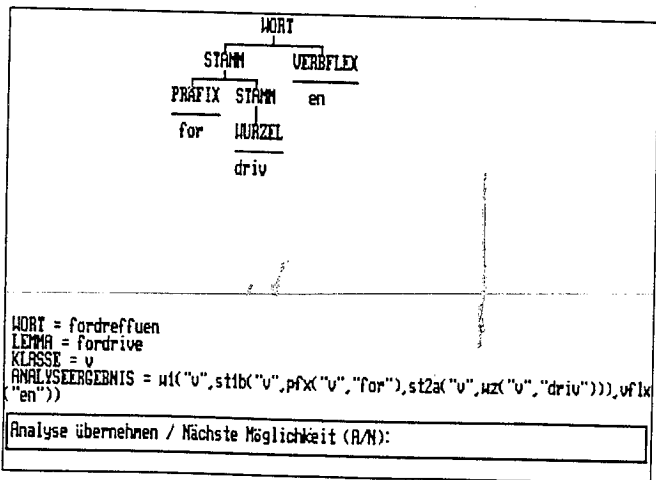 WORT
STAMM VERBFLEX
PRÄFIX STAMM en
for WURZEL
driv
WORT = fordreffuen
LEMMA = fordrive
KLASSE = v
ANALYSEERGEBNIS = w1("v",st1b("v",pfx("v","for"),st2a("v",wz("v","driv"))),vflx
("en"))
Analyse übernehmen / Nächste Möglichkeit (A/N):